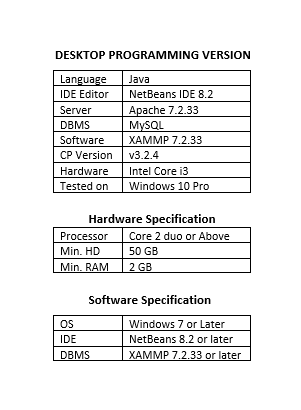 DESKTOP PROGRAMMING VERSION
Language Java
IDE Editor NetBeans IDE 8.2
Server Apache 7.2.33
DBMS MySQL
Software XAMMP 7.2.33
CP Version v3.2.4
Hardware Intel Core i3
Tested on Windows 10 Pro
Hardware Specification
Processor Core 2 duo or Above
Min. HD 50 GB
Min. RAM 2 GB
Software Specification
OS Windows 7 or Later
IDE NetBeans 8.2 or later
DBMS XAMMP 7.2.33 or later